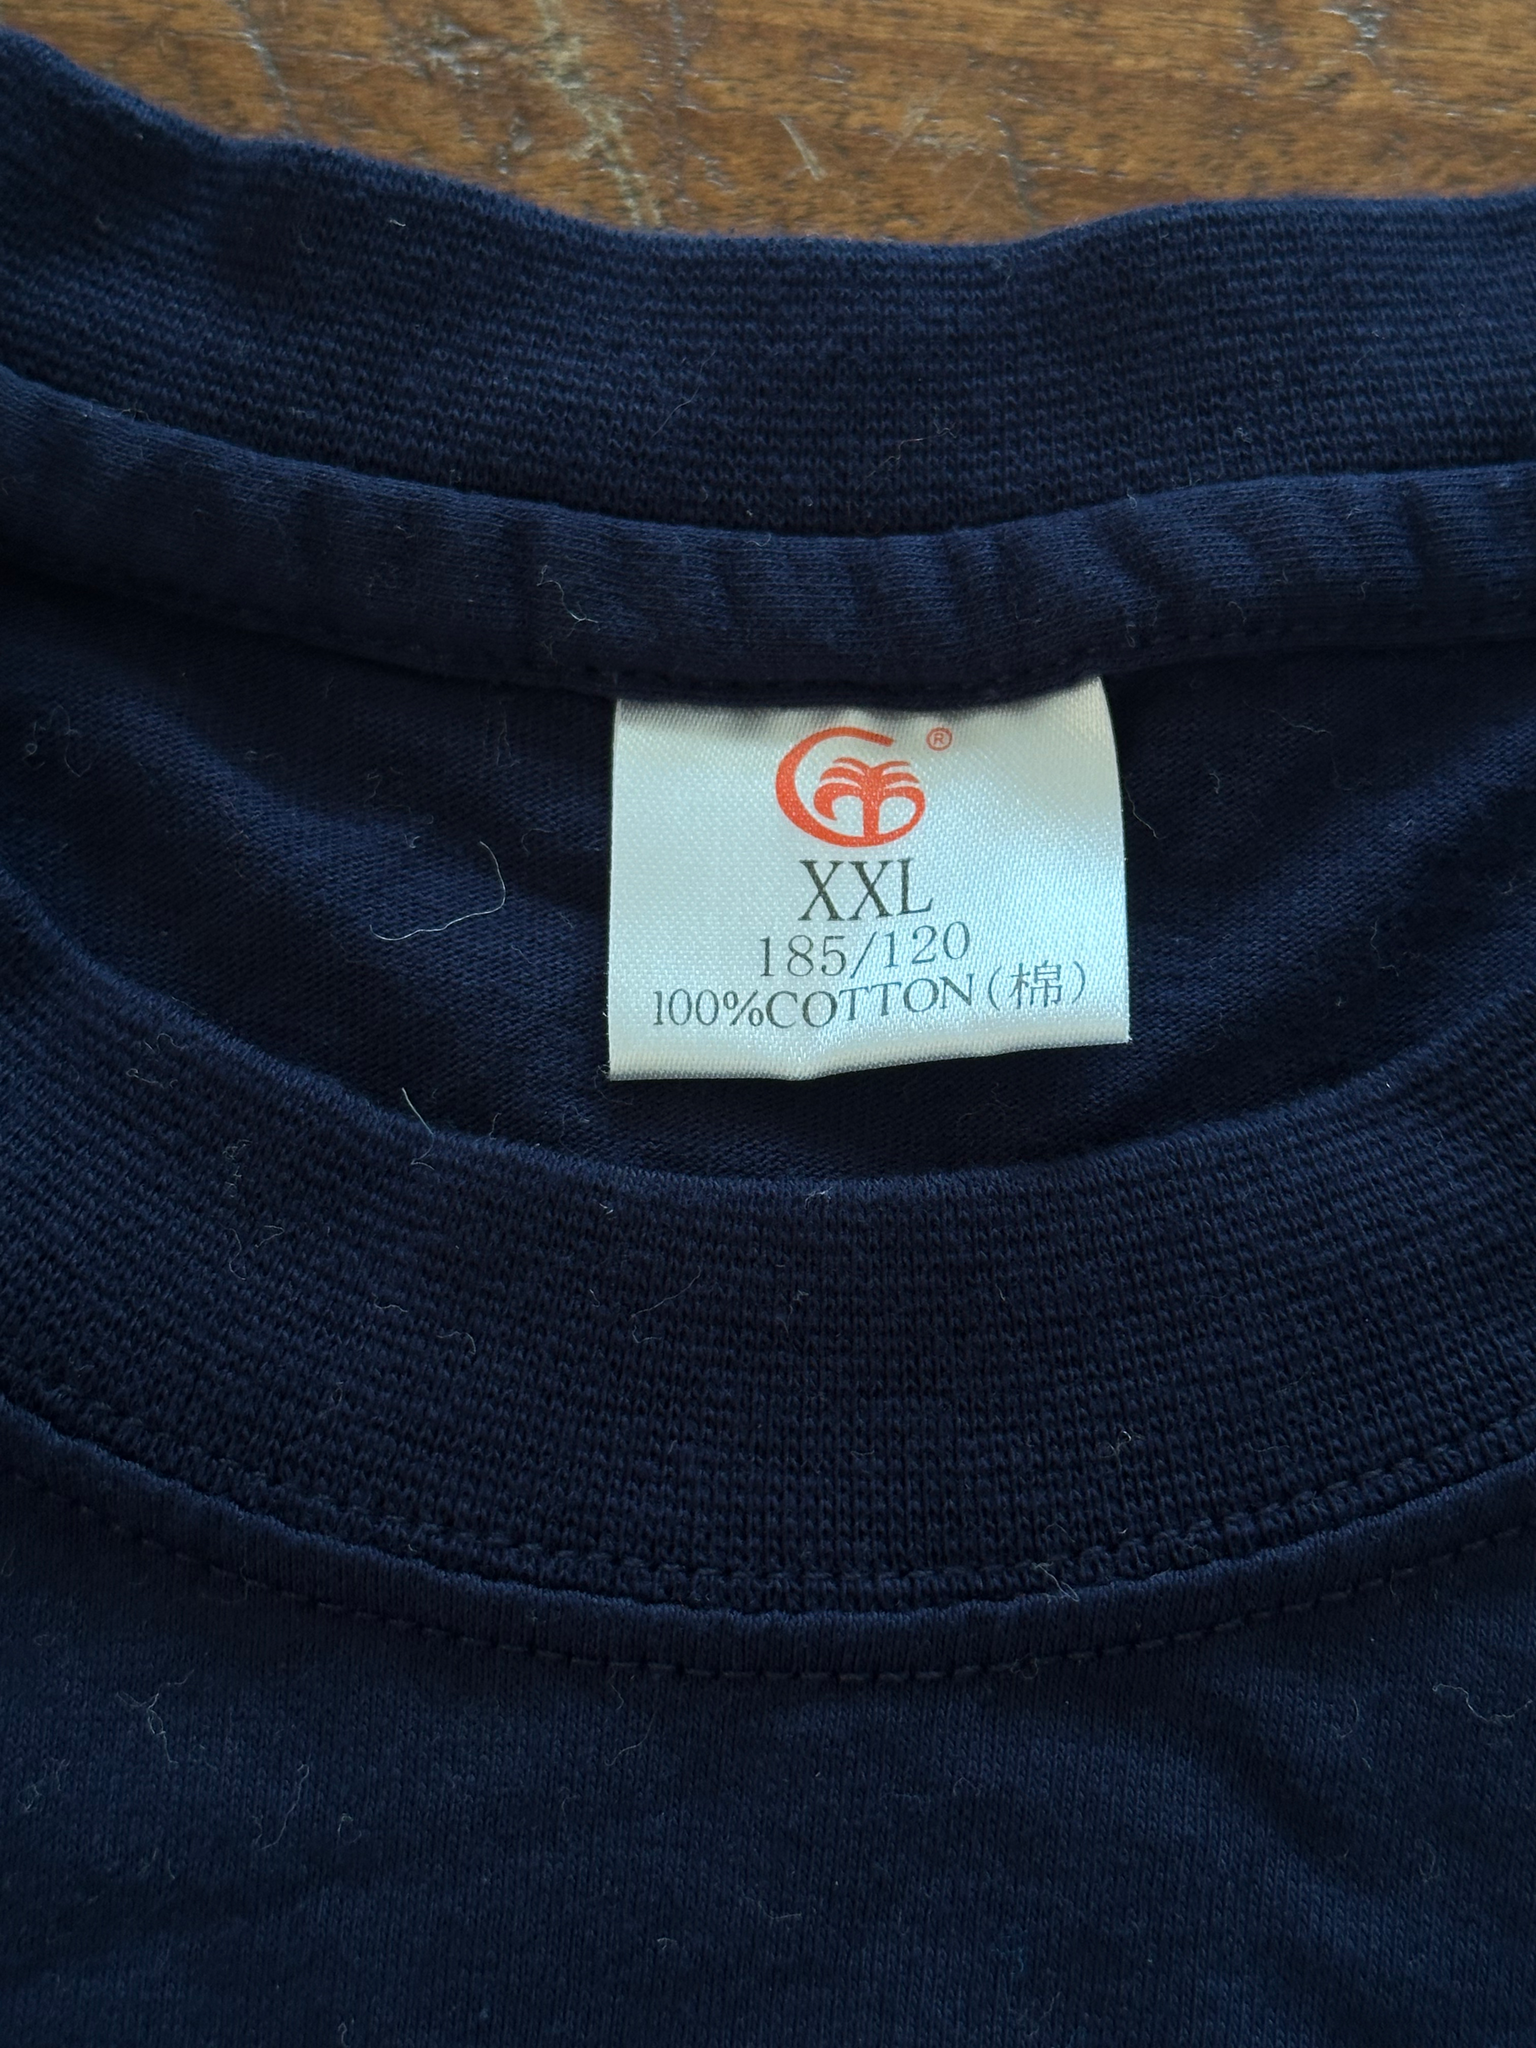 ®
XXL
185/120
100%COTTON(棉)